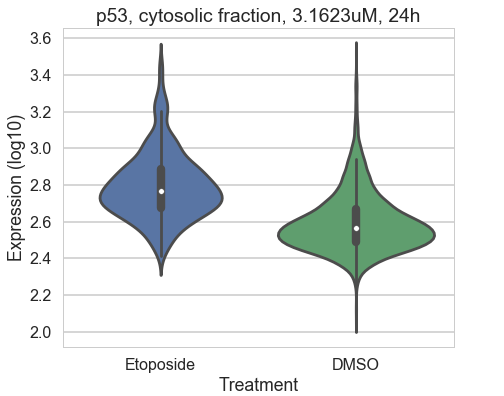 p53, cytosolic fraction, 3.1623uM, 24h
3.6
3.4
3.2
3.0
2.8
2.6
2.4
2.2
2.0
Expression (log10)
Etoposide DMSO
Treatment